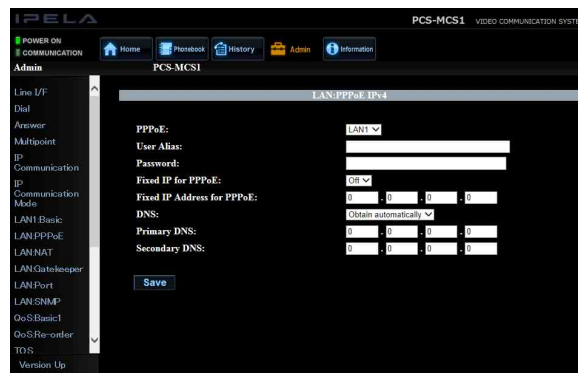 IPELA
PCS-MCS1 VIDEO COMMUNICATION SYSTE
POWER ON
COMMUNICATION
Home
Phonebook
History
Admin
Information
Admin PCS-MCS1
Line I/F
Dial
Answer
Multipoint
IP
Communication
IP
Communication
Mode
LAN1:Basic
LAN:PPPoE
LAN:NAT
LAN:Gatekeeper
LAN:Port
LAN:SNMP
QoS:Basic1
QoS:Re-order
TOS
Version Up
LAN:PPPoE IPv4
PPPoE: LAN1
User Alias:
Password:
Fixed IP for PPPoE: Off
Fixed IP Address for PPPoE: 0 . 0 . 0 . 0
DNS: Obtain automatically
Primary DNS: 0 . 0 . 0 . 0
Secondary DNS: 0 . 0 . 0 . 0
Save